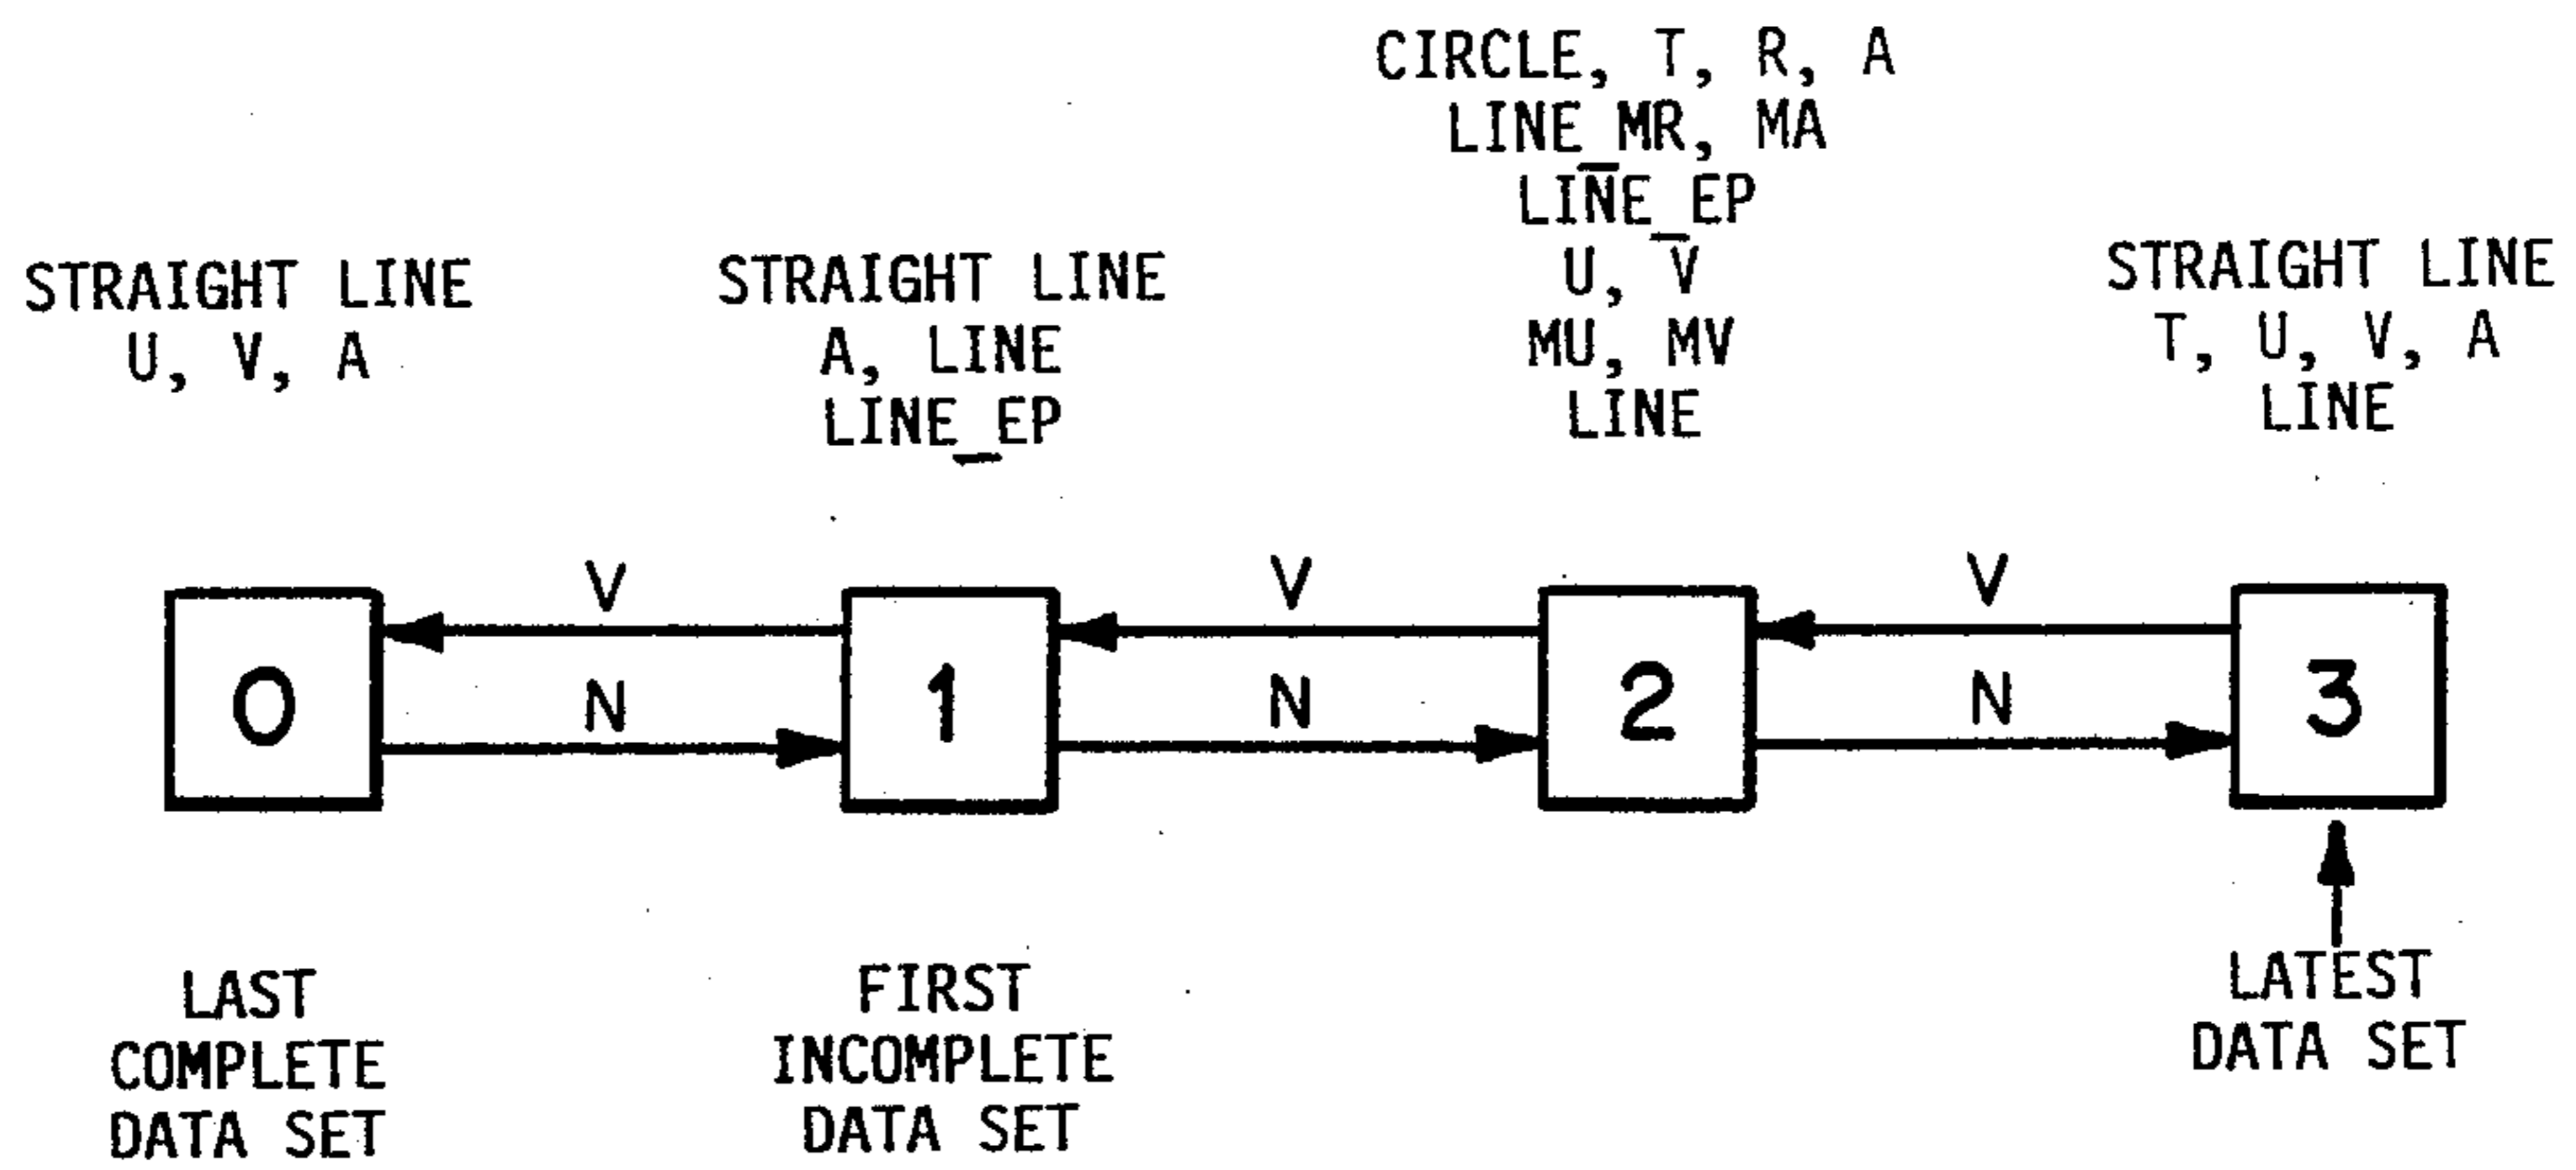 STRAIGHT LINE
U, V, A
STRAIGHT LINE
A, LINE
LINE_EP
CIRCLE, T, R, A
LINE_MR, MA
LINE_EP
U, V
MU, MV
LINE
STRAIGHT LINE
T, U, V, A
LINE
V
V
V
0
N
1
N
2
N
3
LAST
COMPLETE
DATA SET
FIRST
INCOMPLETE
DATA SET
LATEST
DATA SET